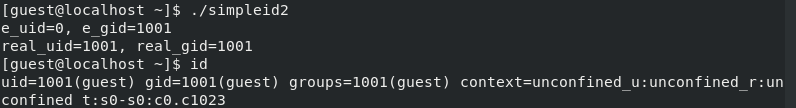 [guest@localhost ~]$ ./simpleid2
e_uid=0, e_gid=1001
real_uid=1001, real_gid=1001
[guest@localhost ~]$ id
uid=1001(guest) gid=1001(guest) groups=1001(guest) context=unconfined_u:unconfined_r:un
confined_t:s0-s0:c0.c1023